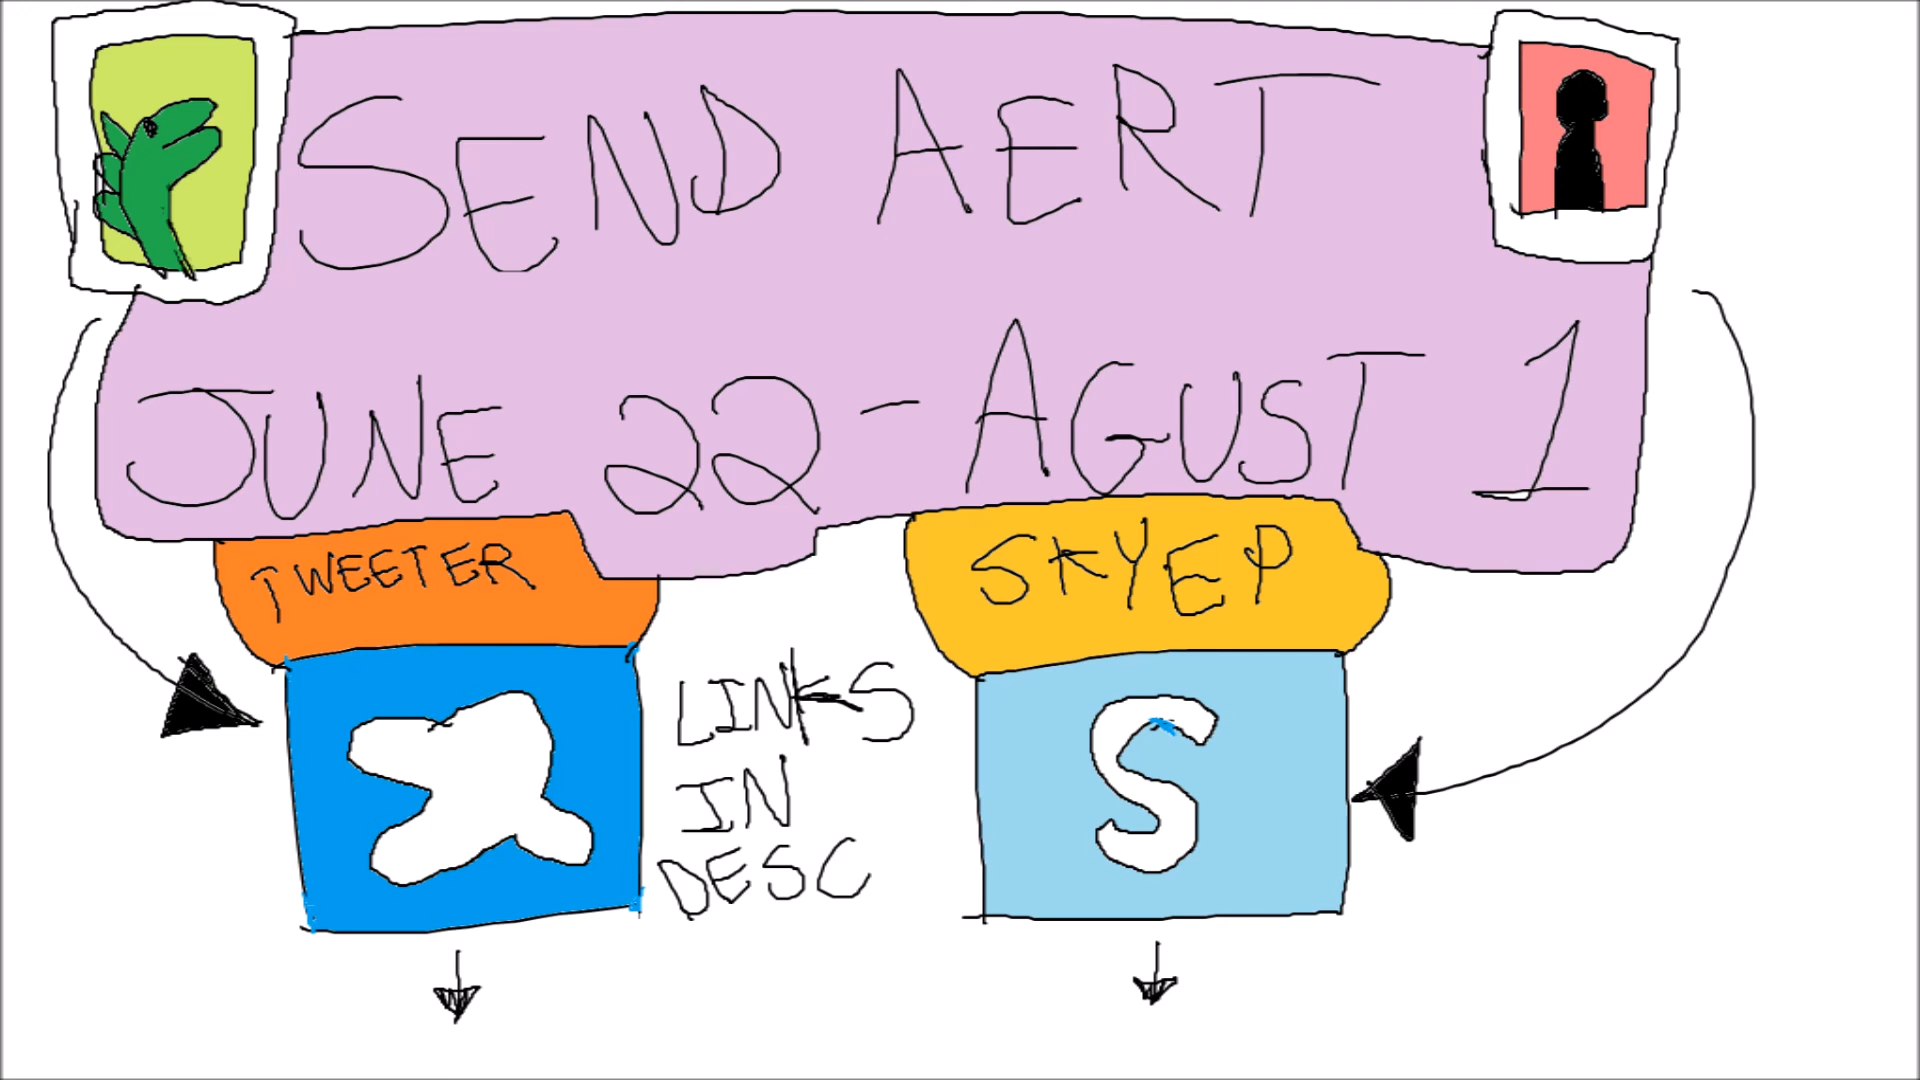 SEND AERT
JUNE 22 - AGUST 1
TWEETER
SKYEP
LINKS
IN
DESC
S